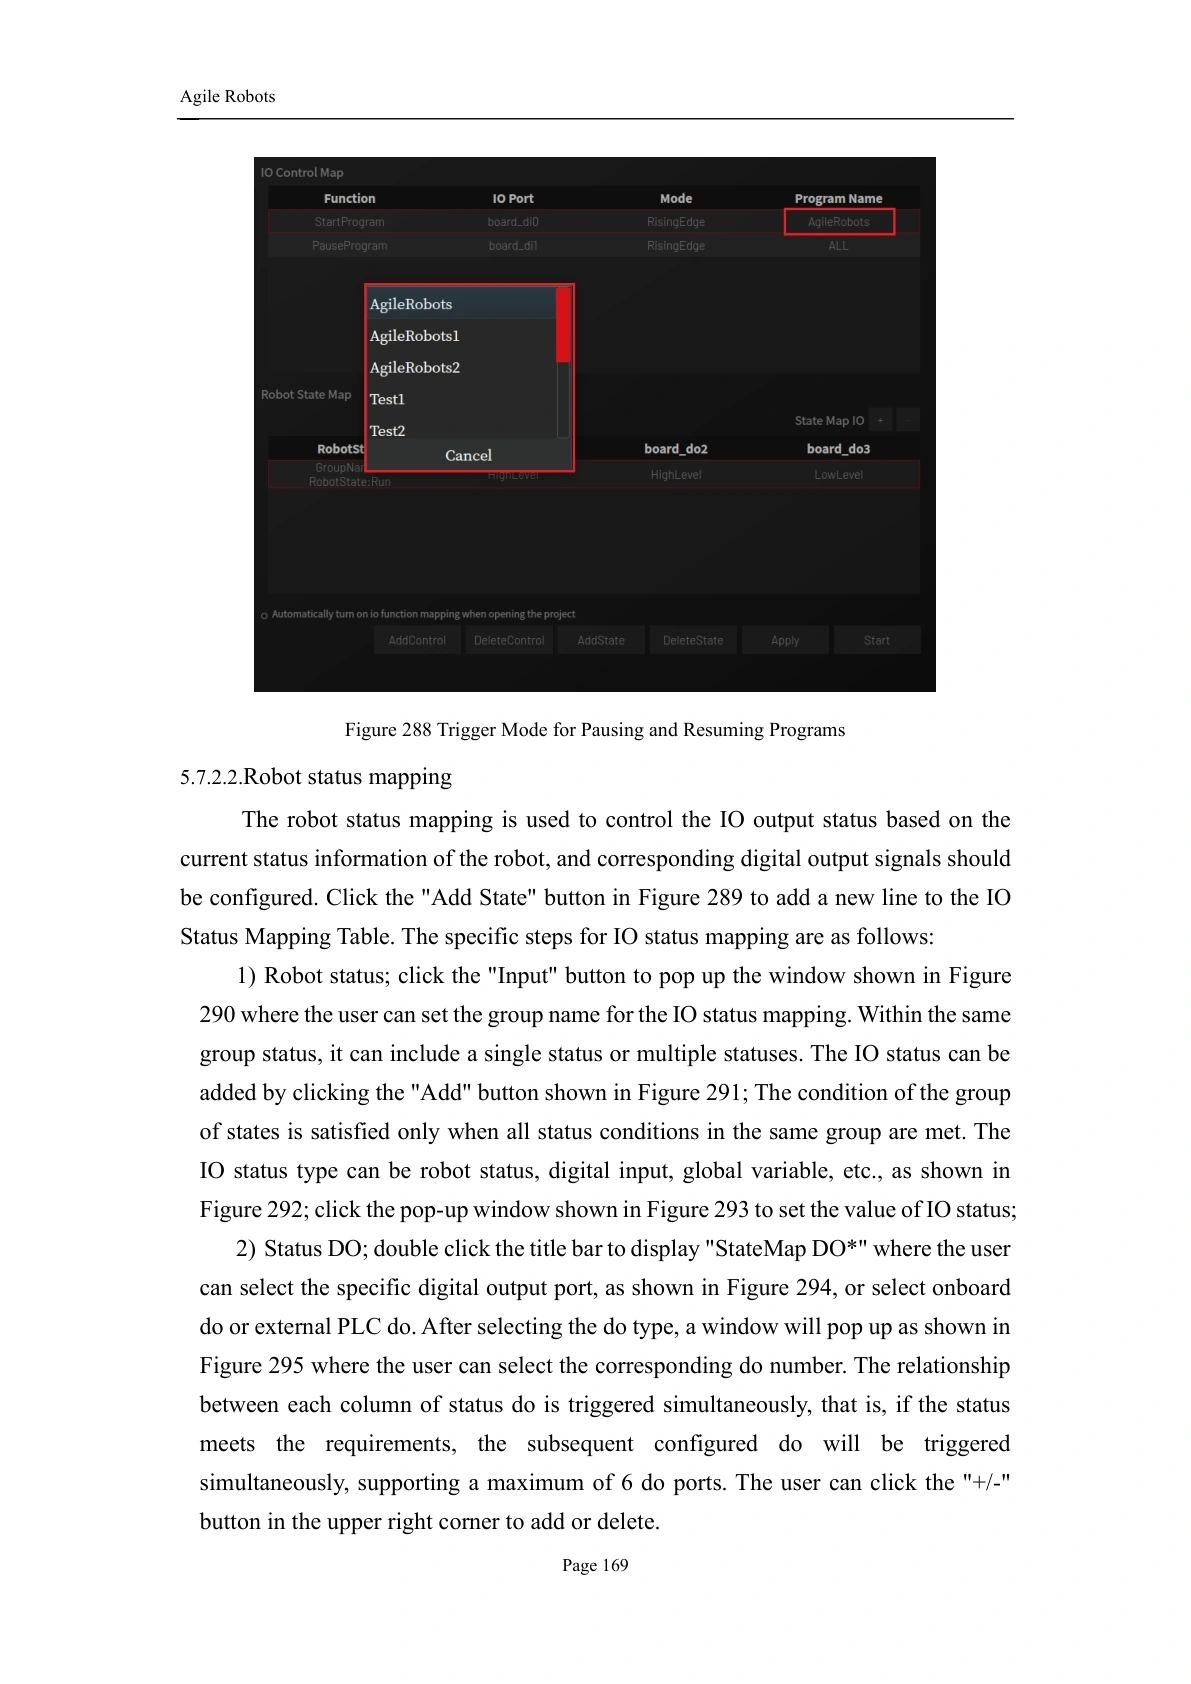 Agile Robots
IO Control Map
Function IO Port Mode Program Name
StartProgram board_di0 RisingEdge AgileRobots
PauseProgram board_di1 RisingEdge ALL
AgileRobots
AgileRobots1
AgileRobots2
Test1
Test2
Cancel
Robot State Map
State Map IO + -
RobotSt board_do2 board_do3
GroupNa
RobotState:Run HighLevel HighLevel LowLevel
Automatically turn on io function mapping when opening the project
AddControl DeleteControl AddState DeleteState Apply Start
Figure 288 Trigger Mode for Pausing and Resuming Programs
5.7.2.2.Robot status mapping
The robot status mapping is used to control the IO output status based on the
current status information of the robot, and corresponding digital output signals should
be configured. Click the "Add State" button in Figure 289 to add a new line to the IO
Status Mapping Table. The specific steps for IO status mapping are as follows:
1) Robot status; click the "Input" button to pop up the window shown in Figure
290 where the user can set the group name for the IO status mapping. Within the same
group status, it can include a single status or multiple statuses. The IO status can be
added by clicking the "Add" button shown in Figure 291; The condition of the group
of states is satisfied only when all status conditions in the same group are met. The
IO status type can be robot status, digital input, global variable, etc., as shown in
Figure 292; click the pop-up window shown in Figure 293 to set the value of IO status;
2) Status DO; double click the title bar to display "StateMap DO*" where the user
can select the specific digital output port, as shown in Figure 294, or select onboard
do or external PLC do. After selecting the do type, a window will pop up as shown in
Figure 295 where the user can select the corresponding do number. The relationship
between each column of status do is triggered simultaneously, that is, if the status
meets the requirements, the subsequent configured do will be triggered
simultaneously, supporting a maximum of 6 do ports. The user can click the "+/-"
button in the upper right corner to add or delete.
Page 169